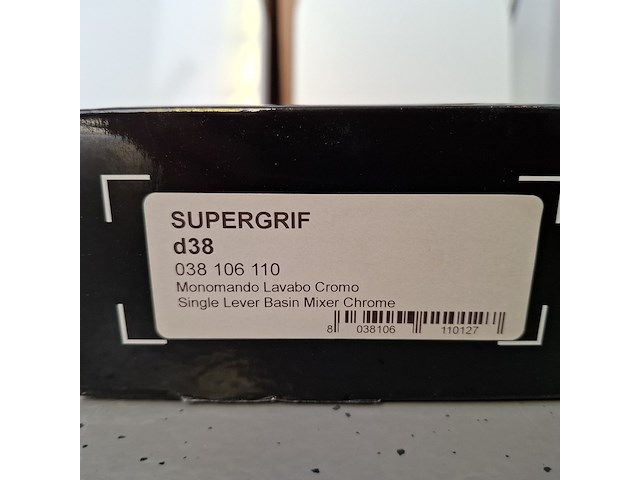 SUPERGRIF
d38
038 106 110
Monomando Lavabo Cromo
Single Lever Basin Mixer Chrome
8 038106 110127